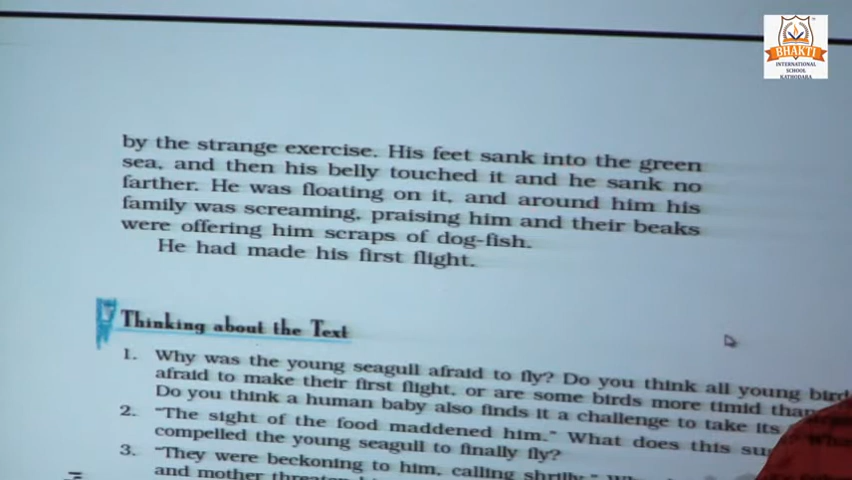 BHAKTI
INTERNATIONAL
SCHOOL
KATHODARA
by the strange exercise. His feet sank into the green
sea, and then his belly touched it and he sank no
farther. He was floating on it, and around him his
family was screaming, praising him and their beaks
were offering him scraps of dog-fish.
He had made his first flight.
Thinking about the Text
1. Why was the young seagull afraid to fly? Do you think all young
afraid to make their first flight, or are some birds more timid than
Do you think a human baby also finds it a challenge to take its
2. "The sight of the food maddened him." What does this
compelled the young seagull to finally fly?
3. "They were beckoning to him, calling shrilly."
and mother